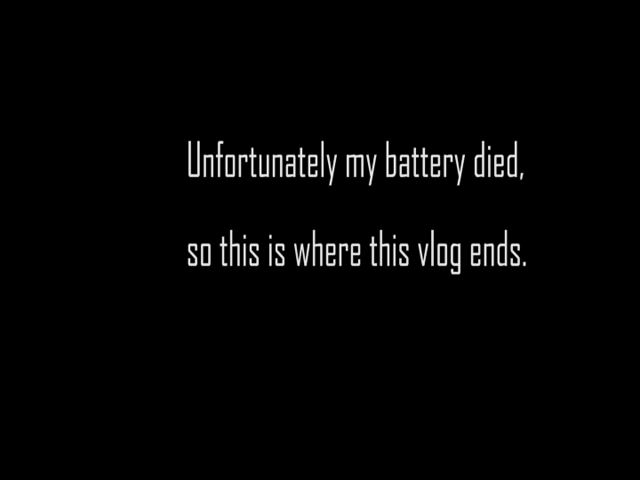 Unfortunately my battery died,
so this is where this vlog ends.